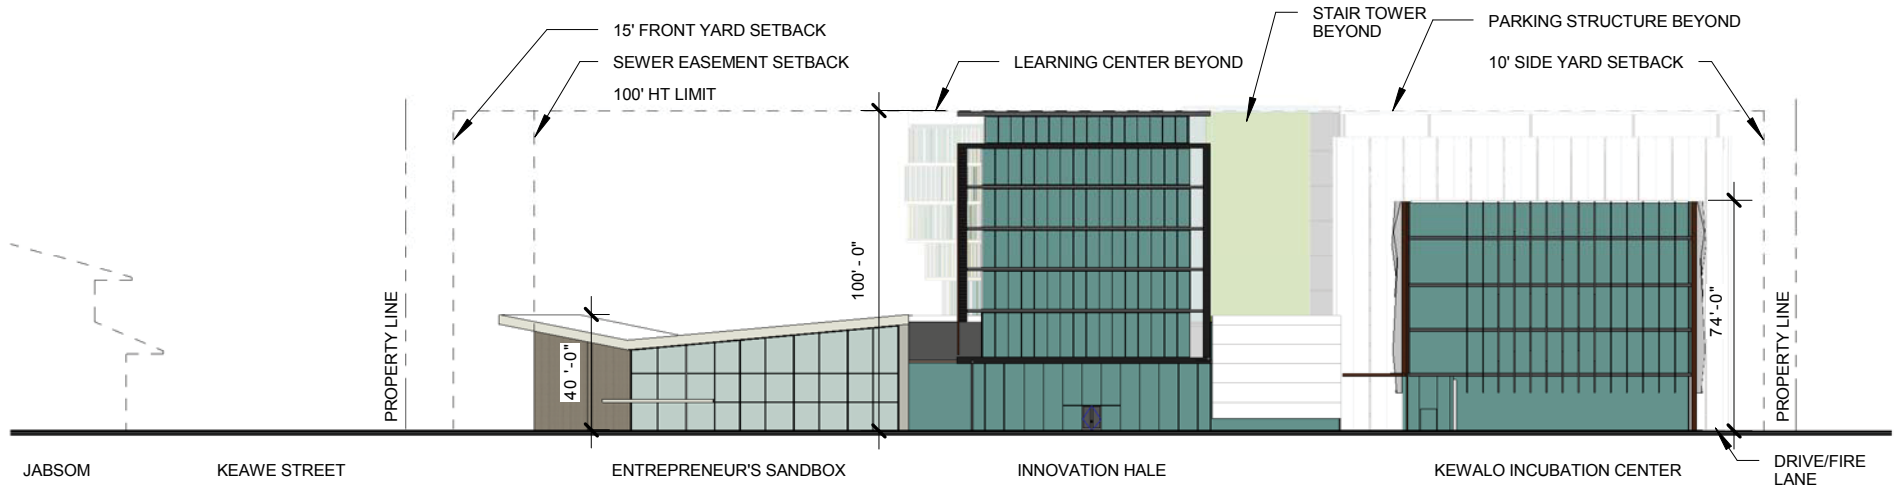 15' FRONT YARD SETBACK
SEWER EASEMENT SETBACK
100' HT LIMIT
LEARNING CENTER BEYOND
STAIR TOWER
BEYOND
PARKING STRUCTURE BEYOND
10' SIDE YARD SETBACK
PROPERTY LINE
40 '-0"
100' - 0"
74'-0"
PROPERTY LINE
JABSOM
KEAWE STREET
ENTREPRENEUR'S SANDBOX
INNOVATION HALE
KEWALO INCUBATION CENTER
DRIVE/FIRE
LANE